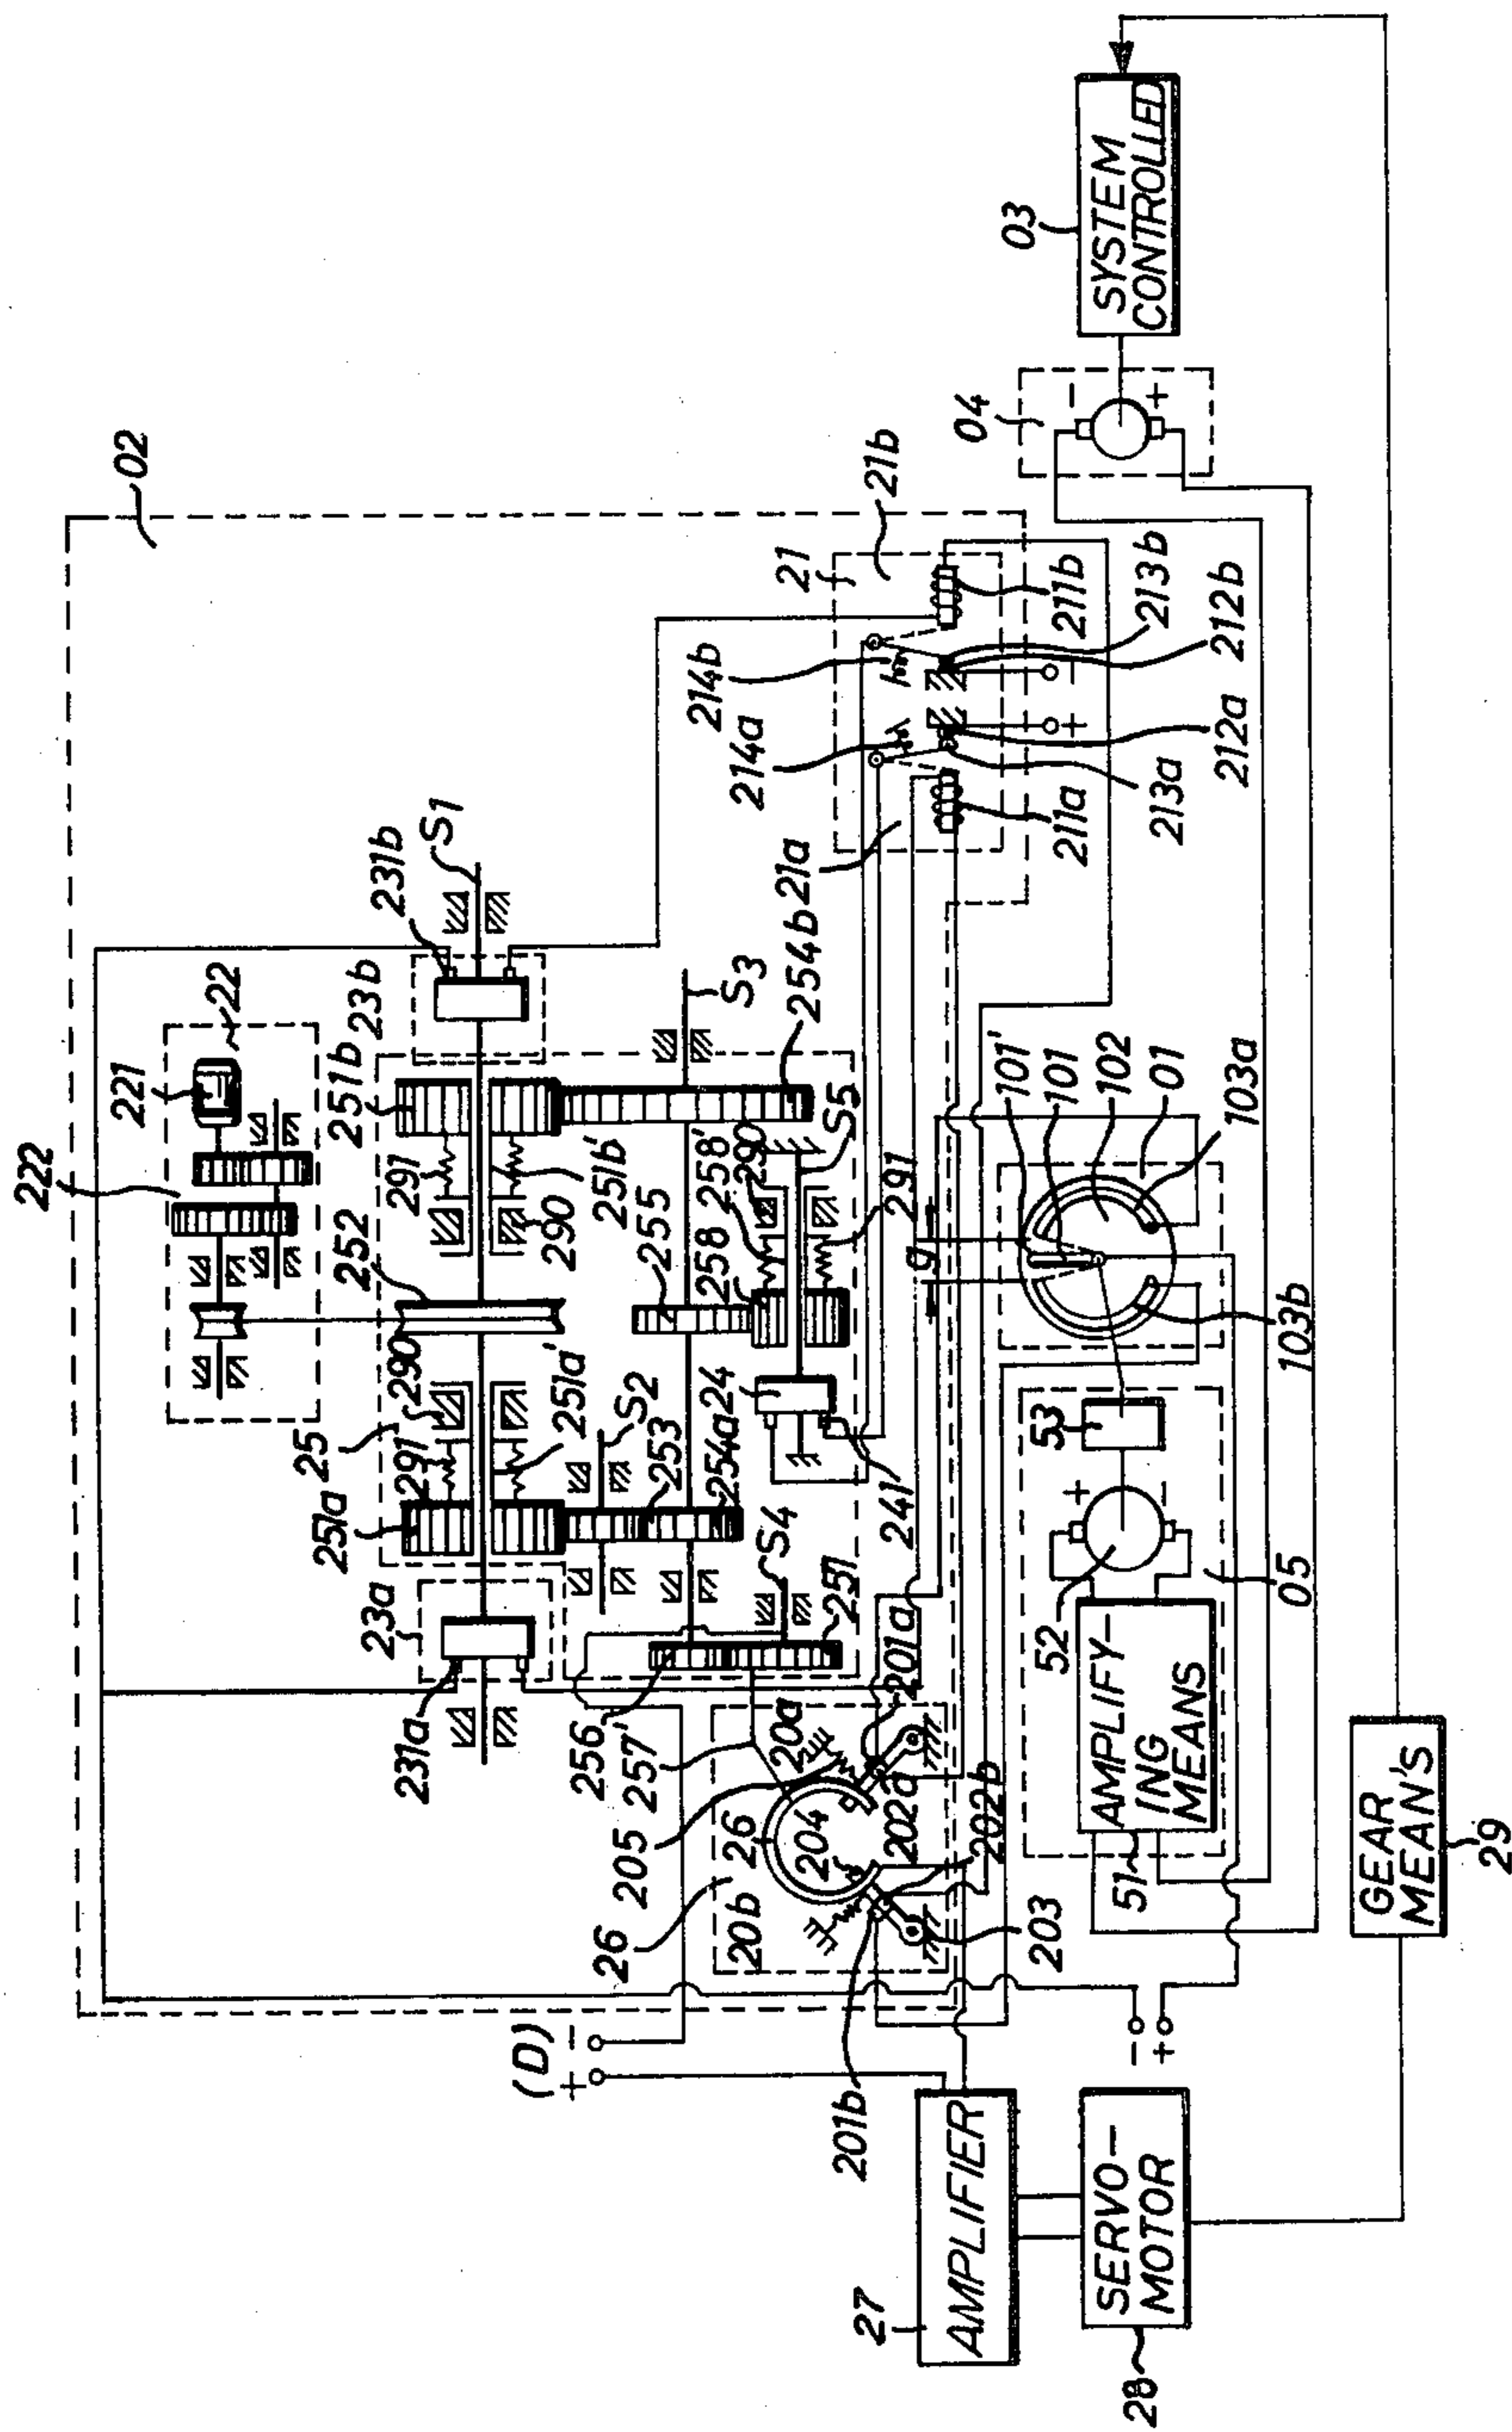 02
222
221
22
252
251b
23b
231b
S1
291
290
251b'
25
291
290
251a
251a'
23a
231a
S2
253
254a
255
258
258'
290
S3
254b
S5
291
24
241
S4
257
256
257'
205
26
20a
20b
26
204
201a
202a
202b
203
201b
(D)
+
-
214b
214a
21
21b
21a
211a
213a
212a
211b
213b
212b
+
-
04
-
+
03
SYSTEM
CONTROLLED
g
101'
101
102
01
103a
103b
53
52
+
-
05
51
AMPLIFY-
ING
MEANS
-
+
27
AMPLIFIER
28
SERVO-
MOTOR
GEAR
MEAN'S
29